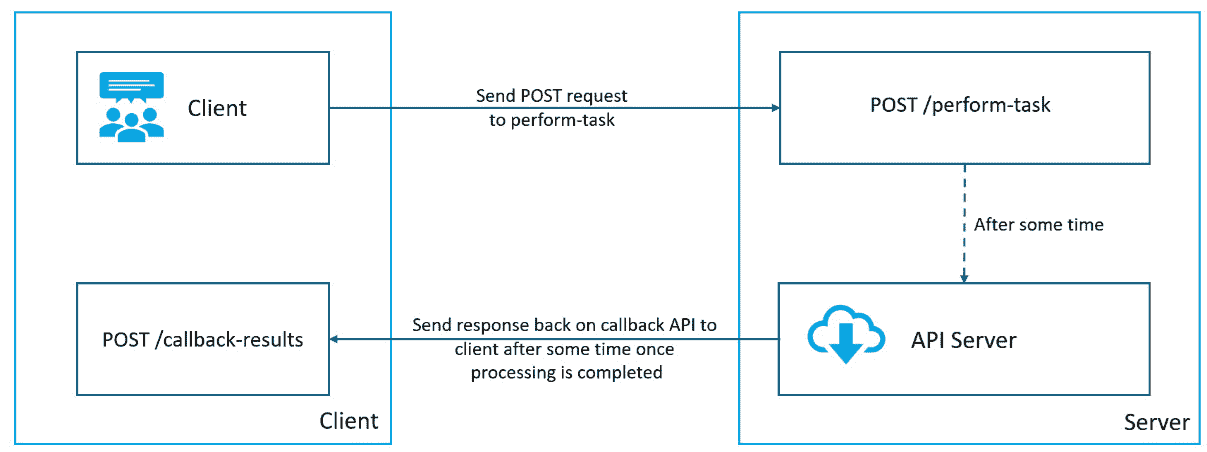 Client
Send POST request
to perform-task
POST /perform-task
After some time
POST /callback-results
Send response back on callback API to
client after some time once
processing is completed
API Server
Client
Server